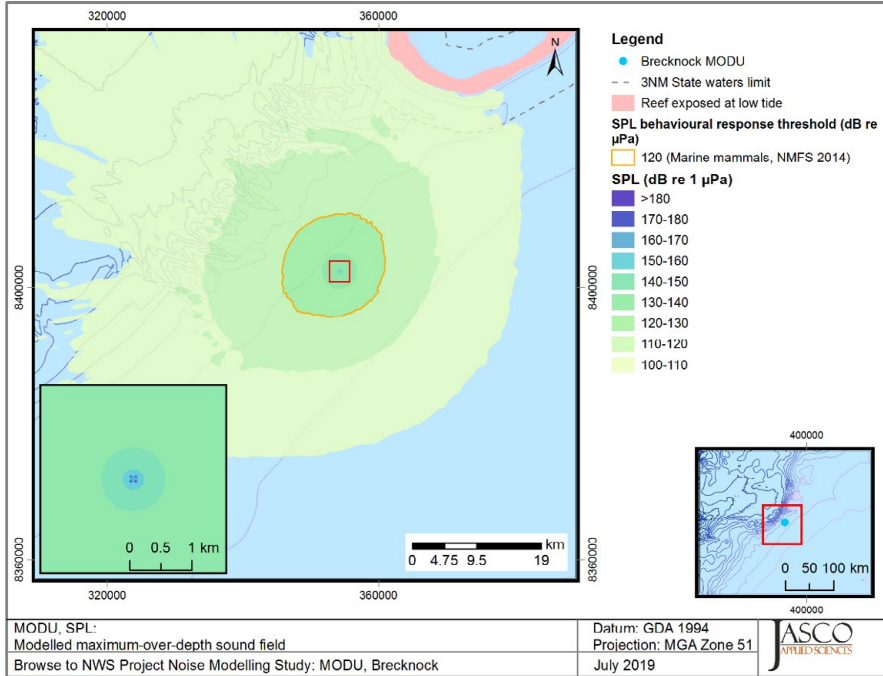 320000
360000
N
8400000
8400000
8360000
8360000
320000
360000
0 0.5 1 km
km
0 4.75 9.5 19
Legend
Brecknock MODU
3NM State waters limit
Reef exposed at low tide
SPL behavioural response threshold (dB re
µPa)
120 (Marine mammals, NMFS 2014)
SPL (dB re 1 µPa)
>180
170-180
160-170
150-160
140-150
130-140
120-130
110-120
100-110
400000
0 50 100 km
400000
MODU, SPL:
Modelled maximum-over-depth sound field
Browse to NWS Project Noise Modelling Study: MODU, Brecknock
Datum: GDA 1994
Projection: MGA Zone 51
July 2019
JASCO
APPLIED SCIENCES